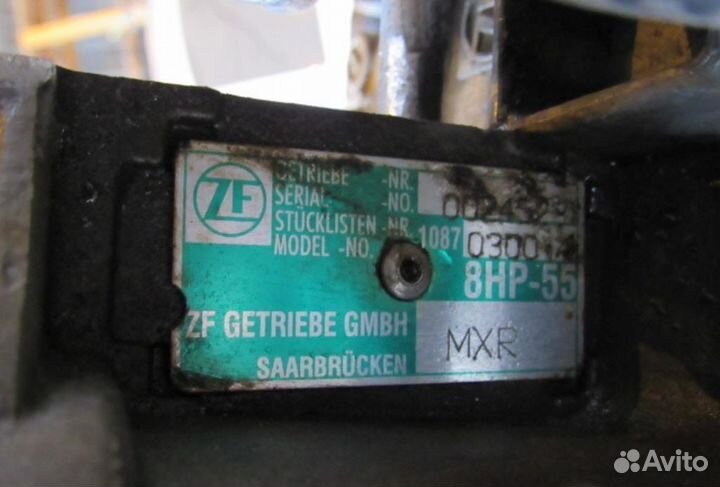 ZF
GETRIEBE -NR.
SERIAL -NO.
STÜCKLISTEN -NR.
MODEL -NO. 1087
8HP-55
ZF GETRIEBE GMBH MXR
SAARBRÜCKEN
Avito